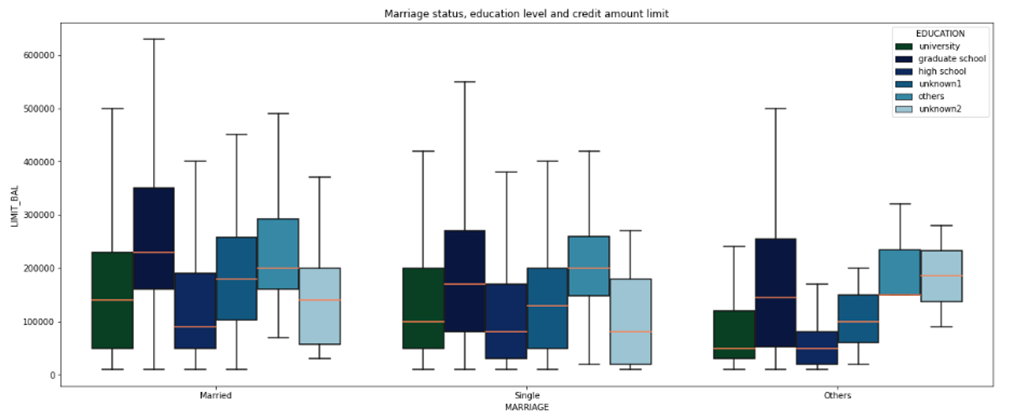 Marriage status, education level and credit amount limit
EDUCATION
university
graduate school
high school
unknown1
others
unknown2
LIMIT_BAL
600000
500000
400000
300000
200000
100000
0
Married
Single
Others
MARRIAGE